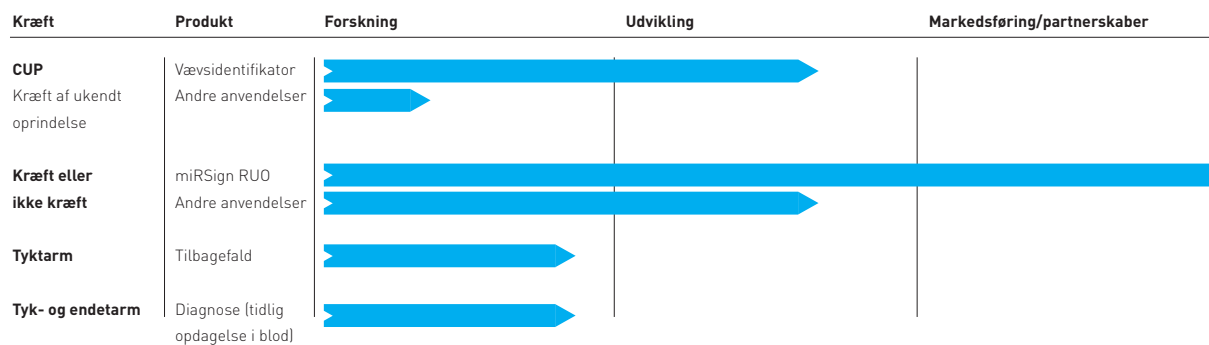 Kræft Produkt Forskning Udvikling Markedsføring/partnerskaber
CUP Vævsidentifikator
Kræft af ukendt Andre anvendelser
oprindelse
Kræft eller miRSign RUO
ikke kræft Andre anvendelser
Tyktarm Tilbagefald
Tyk- og endetarm Diagnose (tidlig
opdagelse i blod)